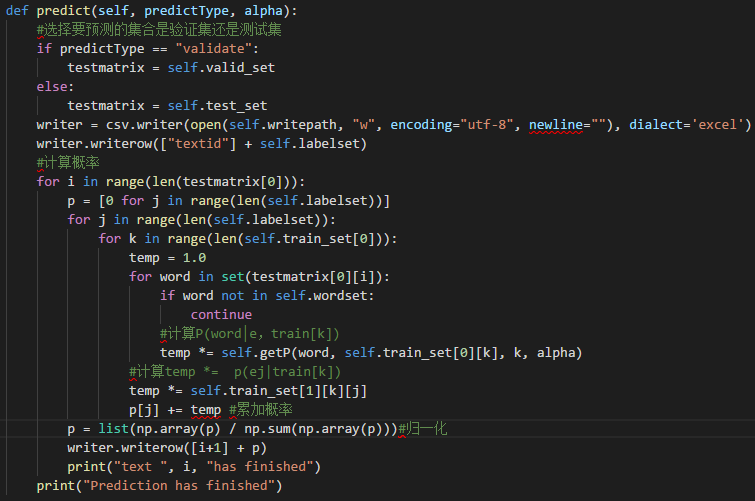 def predict(self, predictType, alpha):
    #选择要预测的集合是验证集还是测试集
    if predictType == "validate":
        testmatrix = self.valid_set
    else:
        testmatrix = self.test_set
    writer = csv.writer(open(self.writepath, "w", encoding="utf-8", newline=""), dialect='excel')
    writer.writerow(["textid"] + self.labelset)
    #计算概率
    for i in range(len(testmatrix[0])):
        p = [0 for j in range(len(self.labelset))]
        for j in range(len(self.labelset)):
            for k in range(len(self.train_set[0])):
                temp = 1.0
                for word in set(testmatrix[0][i]):
                    if word not in self.wordset:
                        continue
                    #计算P(word|e，train[k])
                    temp *= self.getP(word, self.train_set[0][k], k, alpha)
                #计算temp *=  p(ej|train[k])
                temp *= self.train_set[1][k][j]
                p[j] += temp #累加概率
        p = list(np.array(p) / np.sum(np.array(p)))#归一化
        writer.writerow([i+1] + p)
        print("text ", i, "has finished")
    print("Prediction has finished")